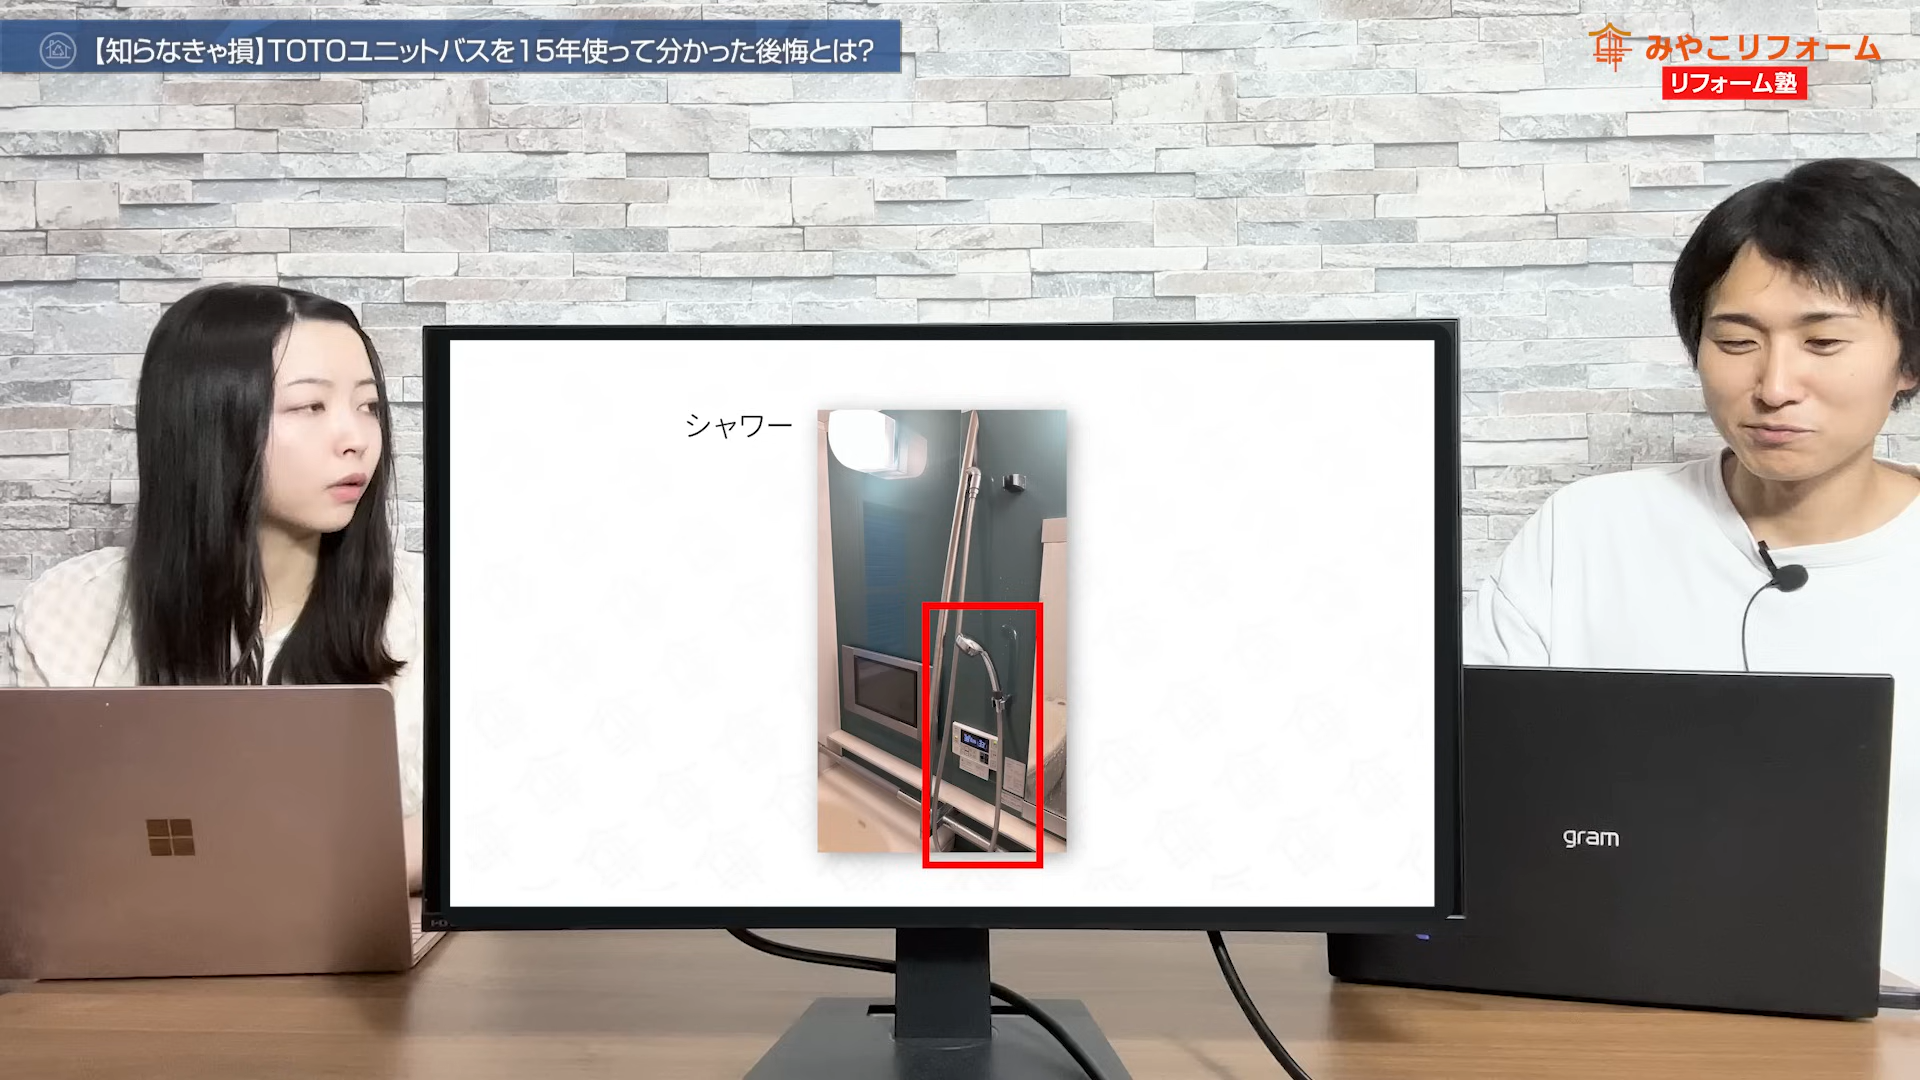 【知らなきゃ損】TOTOユニットバスを15年使って分かった後悔とは?
みやこリフォーム
リフォーム塾
シャワー
gram